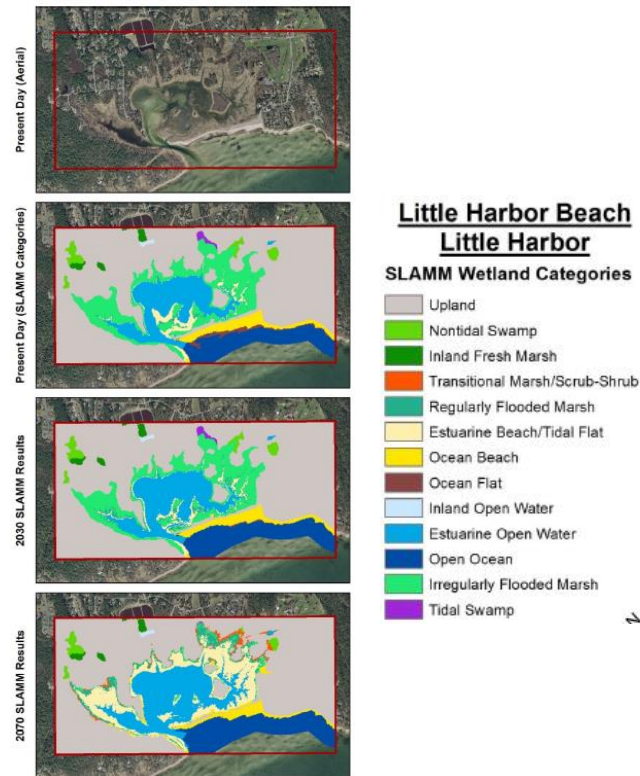 Present Day (Aerial)
Present Day (SLAMM Categories)
2030 SLAMM Results
2070 SLAMM Results
Little Harbor Beach
Little Harbor
SLAMM Wetland Categories
Upland
Nontidal Swamp
Inland Fresh Marsh
Transitional Marsh/Scrub-Shrub
Regularly Flooded Marsh
Estuarine Beach/Tidal Flat
Ocean Beach
Ocean Flat
Inland Open Water
Estuarine Open Water
Open Ocean
Irregularly Flooded Marsh
Tidal Swamp